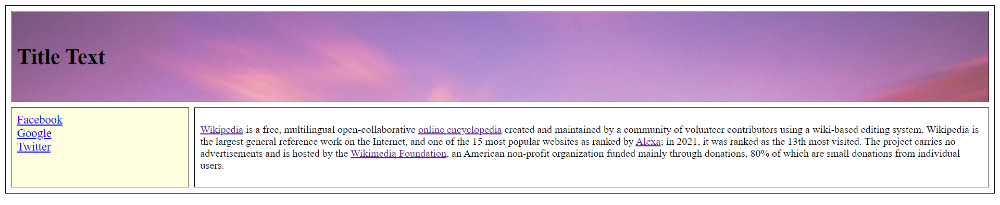 Title Text
Facebook
Google
Twitter
Wikipedia is a free, multilingual open-collaborative online encyclopedia created and maintained by a community of volunteer contributors using a wiki-based editing system. Wikipedia is
the largest general reference work on the Internet, and one of the 15 most popular websites as ranked by Alexa; in 2021, it was ranked as the 13th most visited. The project carries no
advertisements and is hosted by the Wikimedia Foundation, an American non-profit organization funded mainly through donations, 80% of which are small donations from individual
users.